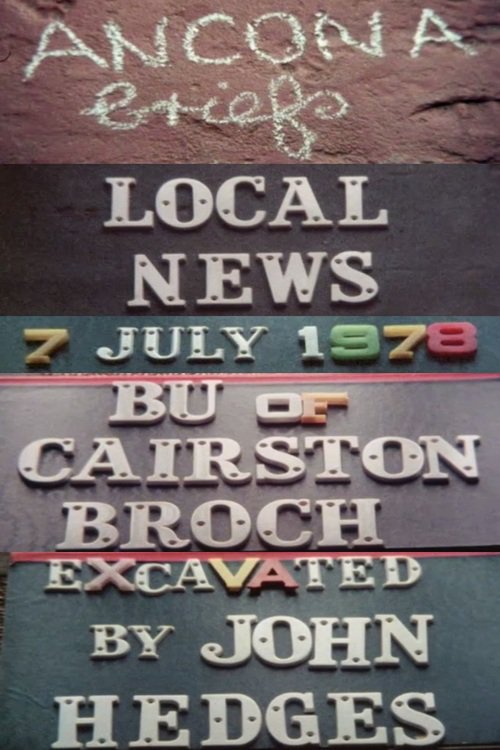 ANCONA
briefs
LOCAL
NEWS
7 JULY 1978
BU OF
CAIRSTON
BROCH
EXCAVATED
BY JOHN
HEDGES